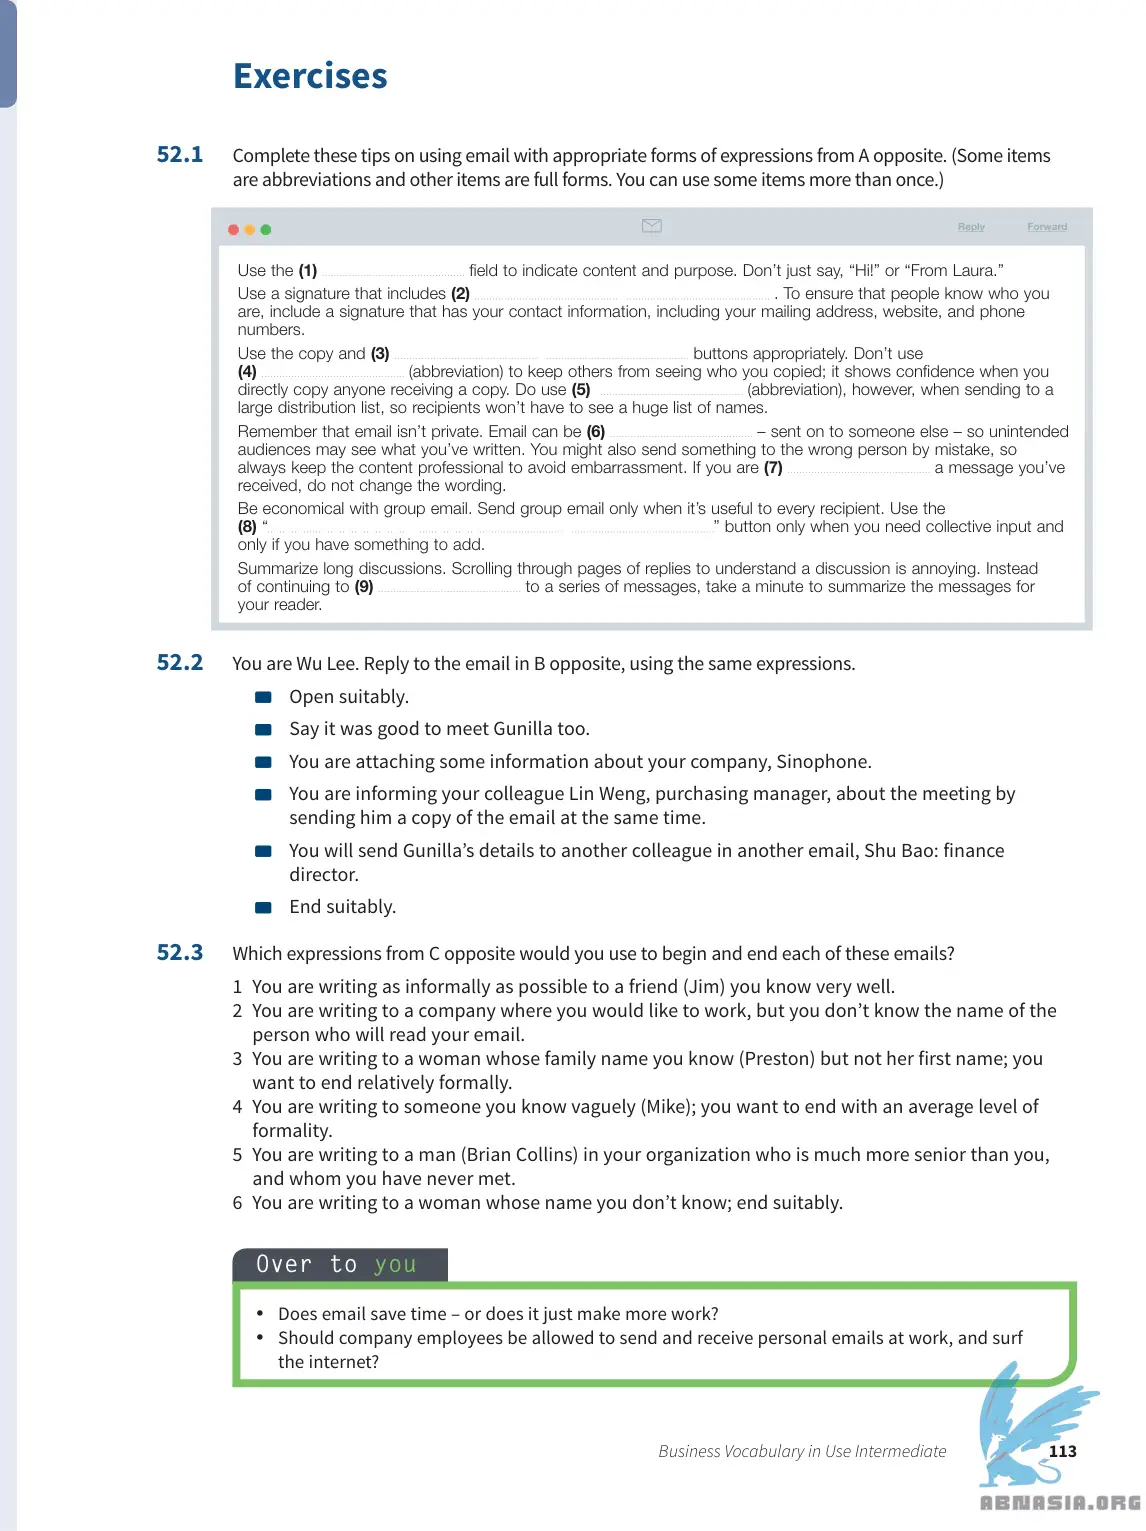 Exercises
52.1 Complete these tips on using email with appropriate forms of expressions from A opposite. (Some items
are abbreviations and other items are full forms. You can use some items more than once.)
Reply Forward
Use the (1) field to indicate content and purpose. Don’t just say, “Hi!” or “From Laura.”
Use a signature that includes (2) . To ensure that people know who you
are, include a signature that has your contact information, including your mailing address, website, and phone
numbers.
Use the copy and (3) buttons appropriately. Don’t use
(4) (abbreviation) to keep others from seeing who you copied; it shows confidence when you
directly copy anyone receiving a copy. Do use (5) (abbreviation), however, when sending to a
large distribution list, so recipients won’t have to see a huge list of names.
Remember that email isn’t private. Email can be (6) – sent on to someone else – so unintended
audiences may see what you’ve written. You might also send something to the wrong person by mistake, so
always keep the content professional to avoid embarrassment. If you are (7) a message you’ve
received, do not change the wording.
Be economical with group email. Send group email only when it’s useful to every recipient. Use the
(8) “ ” button only when you need collective input and
only if you have something to add.
Summarize long discussions. Scrolling through pages of replies to understand a discussion is annoying. Instead
of continuing to (9) to a series of messages, take a minute to summarize the messages for
your reader.
52.2 You are Wu Lee. Reply to the email in B opposite, using the same expressions.
Open suitably.
Say it was good to meet Gunilla too.
You are attaching some information about your company, Sinophone.
You are informing your colleague Lin Weng, purchasing manager, about the meeting by
sending him a copy of the email at the same time.
You will send Gunilla’s details to another colleague in another email, Shu Bao: finance
director.
End suitably.
52.3 Which expressions from C opposite would you use to begin and end each of these emails?
1 You are writing as informally as possible to a friend (Jim) you know very well.
2 You are writing to a company where you would like to work, but you don’t know the name of the
person who will read your email.
3 You are writing to a woman whose family name you know (Preston) but not her first name; you
want to end relatively formally.
4 You are writing to someone you know vaguely (Mike); you want to end with an average level of
formality.
5 You are writing to a man (Brian Collins) in your organization who is much more senior than you,
and whom you have never met.
6 You are writing to a woman whose name you don’t know; end suitably.
Over to you
• Does email save time – or does it just make more work?
• Should company employees be allowed to send and receive personal emails at work, and surf
the internet?
Business Vocabulary in Use Intermediate 113
ABNASIA.ORG